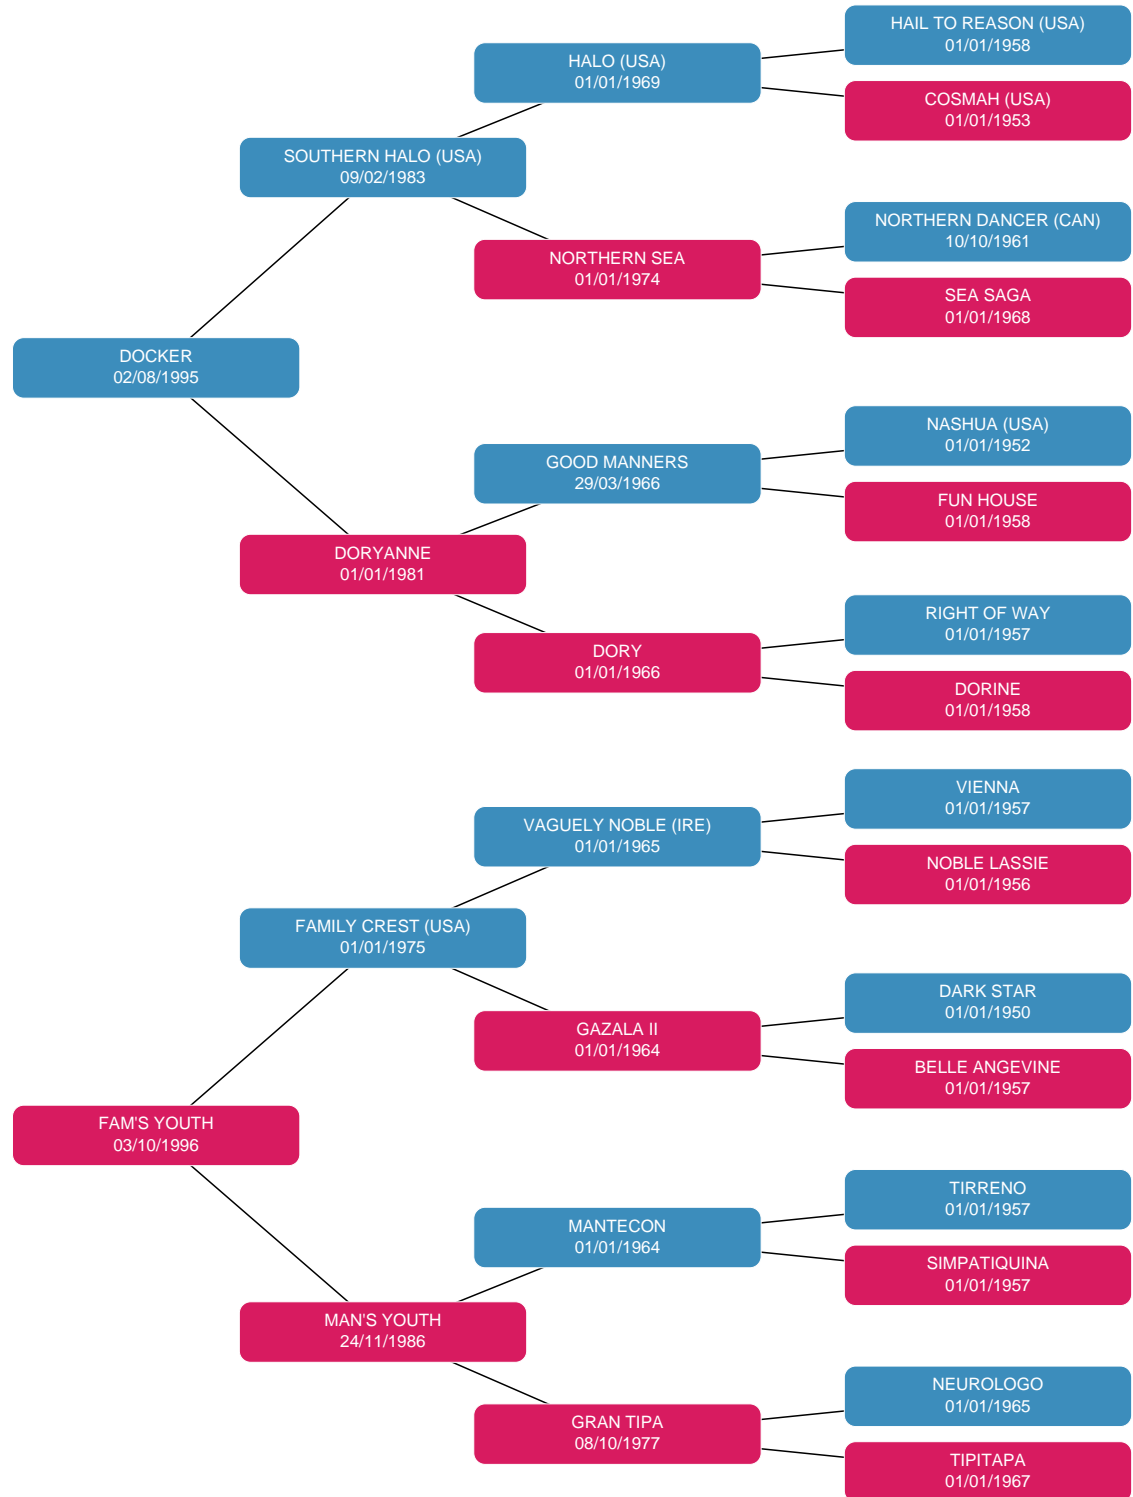 HAIL TO REASON (USA)
01/01/1958
HALO (USA)
01/01/1969
COSMAH (USA)
01/01/1953
SOUTHERN HALO (USA)
09/02/1983
NORTHERN DANCER (CAN)
10/10/1961
NORTHERN SEA
01/01/1974
SEA SAGA
01/01/1968
DOCKER
02/08/1995
NASHUA (USA)
01/01/1952
GOOD MANNERS
29/03/1966
FUN HOUSE
01/01/1958
DORYANNE
01/01/1981
RIGHT OF WAY
01/01/1957
DORY
01/01/1966
DORINE
01/01/1958
VIENNA
01/01/1957
VAGUELY NOBLE (IRE)
01/01/1965
NOBLE LASSIE
01/01/1956
FAMILY CREST (USA)
01/01/1975
DARK STAR
01/01/1950
GAZALA II
01/01/1964
BELLE ANGEVINE
01/01/1957
FAM'S YOUTH
03/10/1996
TIRRENO
01/01/1957
MANTECON
01/01/1964
SIMPATIQUINA
01/01/1957
MAN'S YOUTH
24/11/1986
NEUROLOGO
01/01/1965
GRAN TIPA
08/10/1977
TIPITAPA
01/01/1967